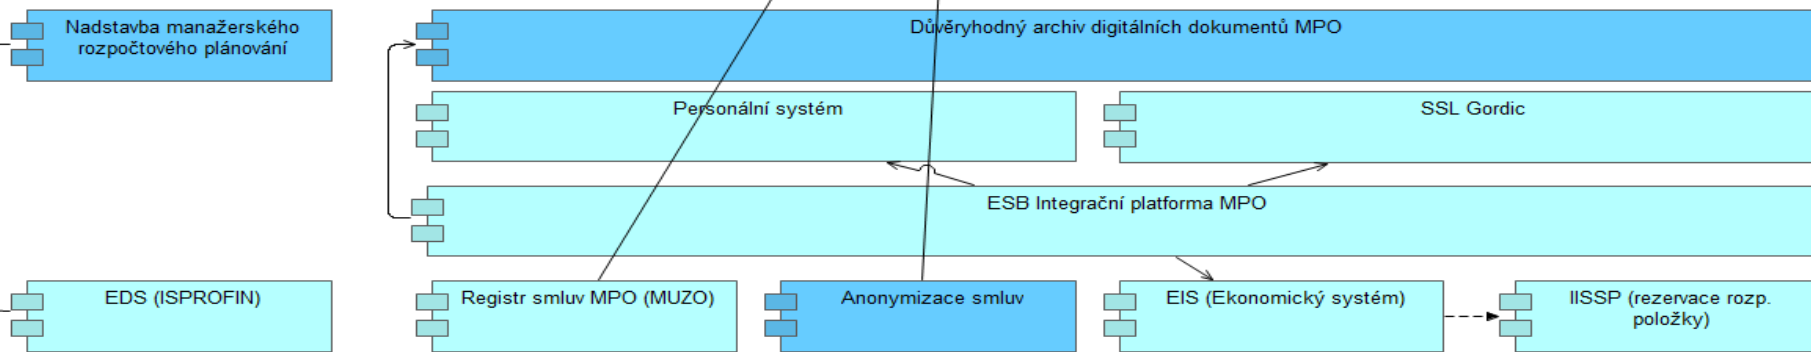 Nadstavba manažerského
rozpočtového plánování
Důvěryhodný archiv digitálních dokumentů MPO
Personální systém
SSL Gordic
ESB Integrační platforma MPO
EDS (ISPROFIN)
Registr smluv MPO (MUZO)
Anonymizace smluv
EIS (Ekonomický systém)
IISSP (rezervace rozp.
položky)